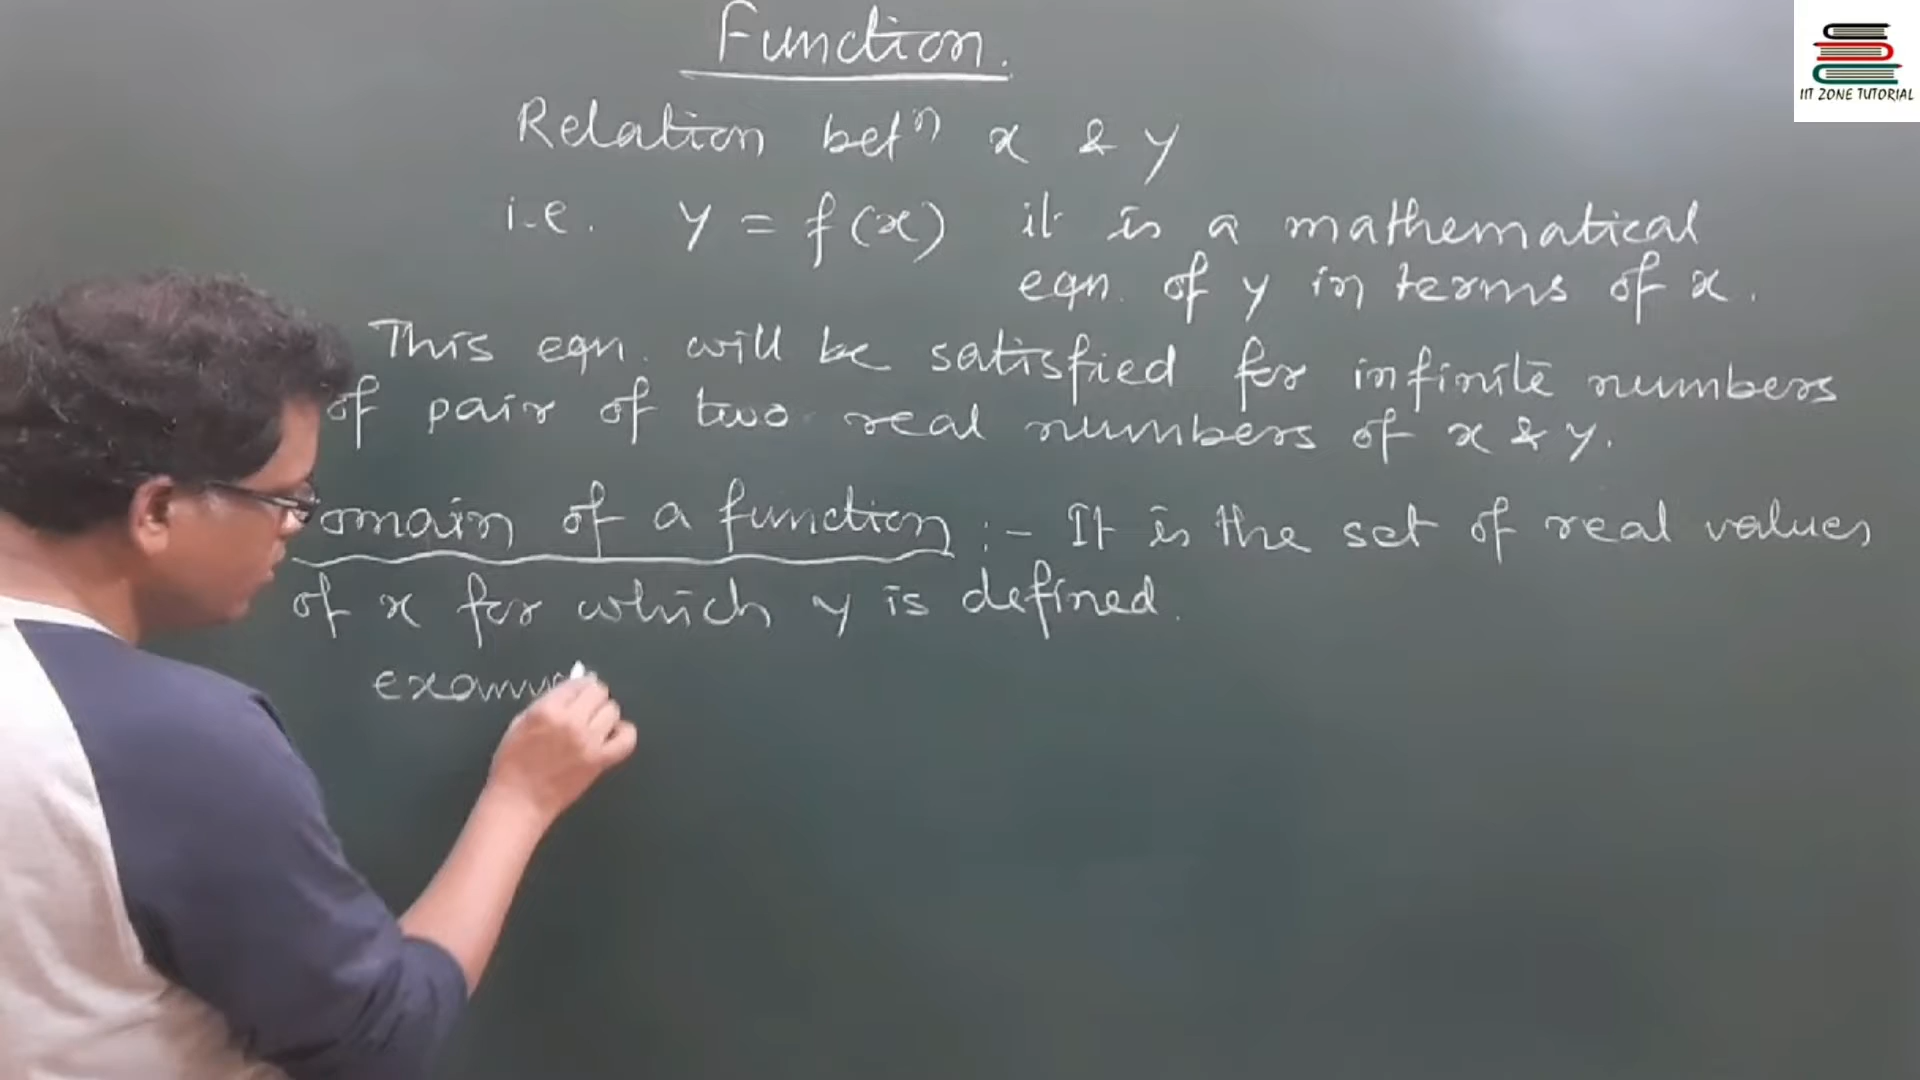 Function.
IIT ZONE TUTORIAL
Relation betⁿ x & y
i.e. y = f(x) it is a mathematical
eqn. of y in terms of x.
This eqn. will be satisfied for infinite numbers
of pair of two real numbers of x & y.
omain of a function :- It is the set of real values
of x for which y is defined.
exam